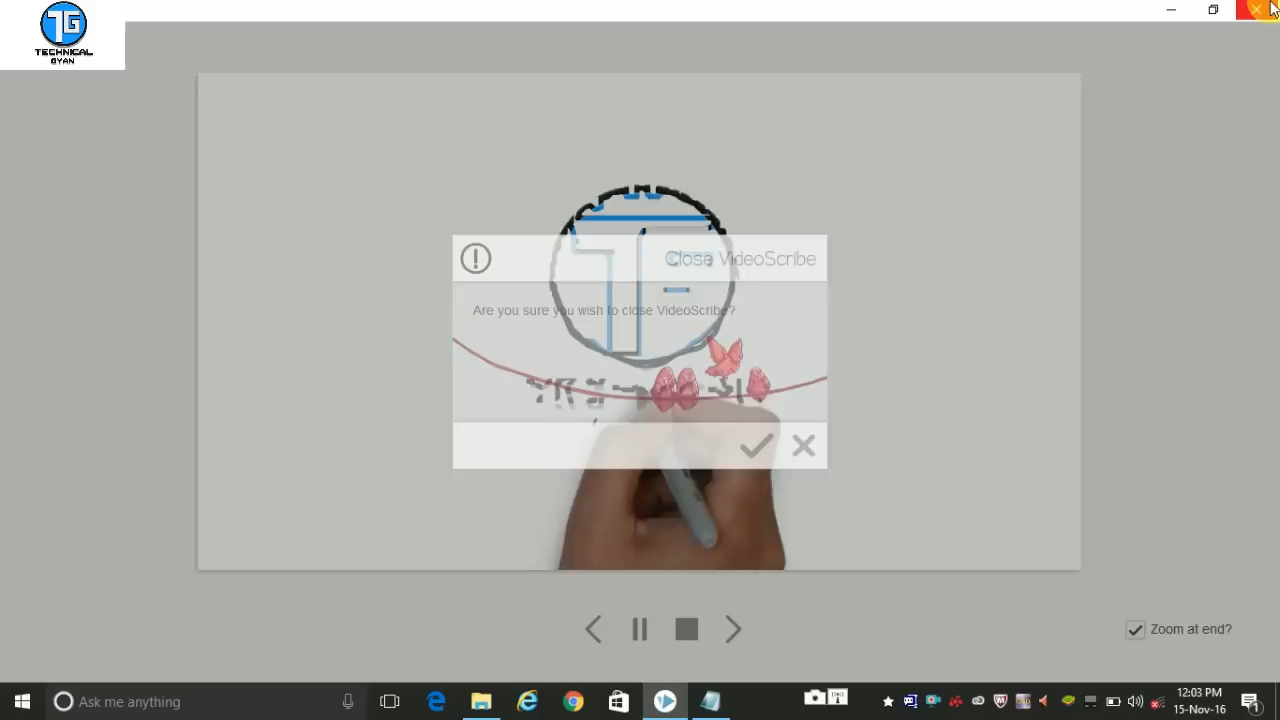 TG
TECHNICAL
GYAN
Close VideoScribe
Are you sure you wish to close VideoScribe?
Zoom at end?
Ask me anything
12:03 PM
15-Nov-16